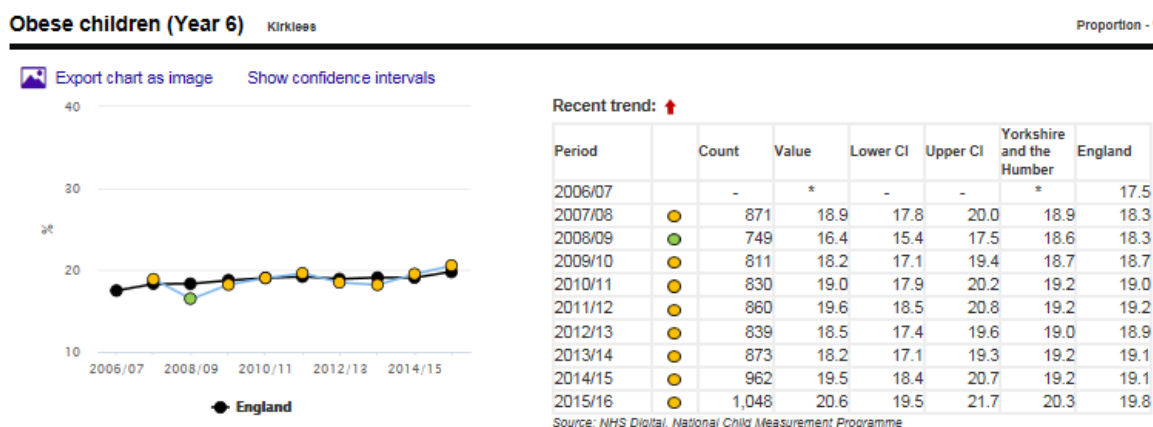 Obese children (Year 6) Kirklees Proportion -
Export chart as image Show confidence intervals
40
30
%
20
10
2006/07 2008/09 2010/11 2012/13 2014/15
England
Recent trend:
Period Count Value Lower CI Upper CI Yorkshire and the Humber England
2006/07 - * - - * 17.5
2007/08 871 18.9 17.8 20.0 18.9 18.3
2008/09 749 16.4 15.4 17.5 18.6 18.3
2009/10 811 18.2 17.1 19.4 18.7 18.7
2010/11 830 19.0 17.9 20.2 19.2 19.0
2011/12 860 19.6 18.5 20.8 19.2 19.2
2012/13 839 18.5 17.4 19.6 19.0 18.9
2013/14 873 18.2 17.1 19.3 19.2 19.1
2014/15 962 19.5 18.4 20.7 19.2 19.1
2015/16 1,048 20.6 19.5 21.7 20.3 19.8
Source: NHS Digital, National Child Measurement Programme